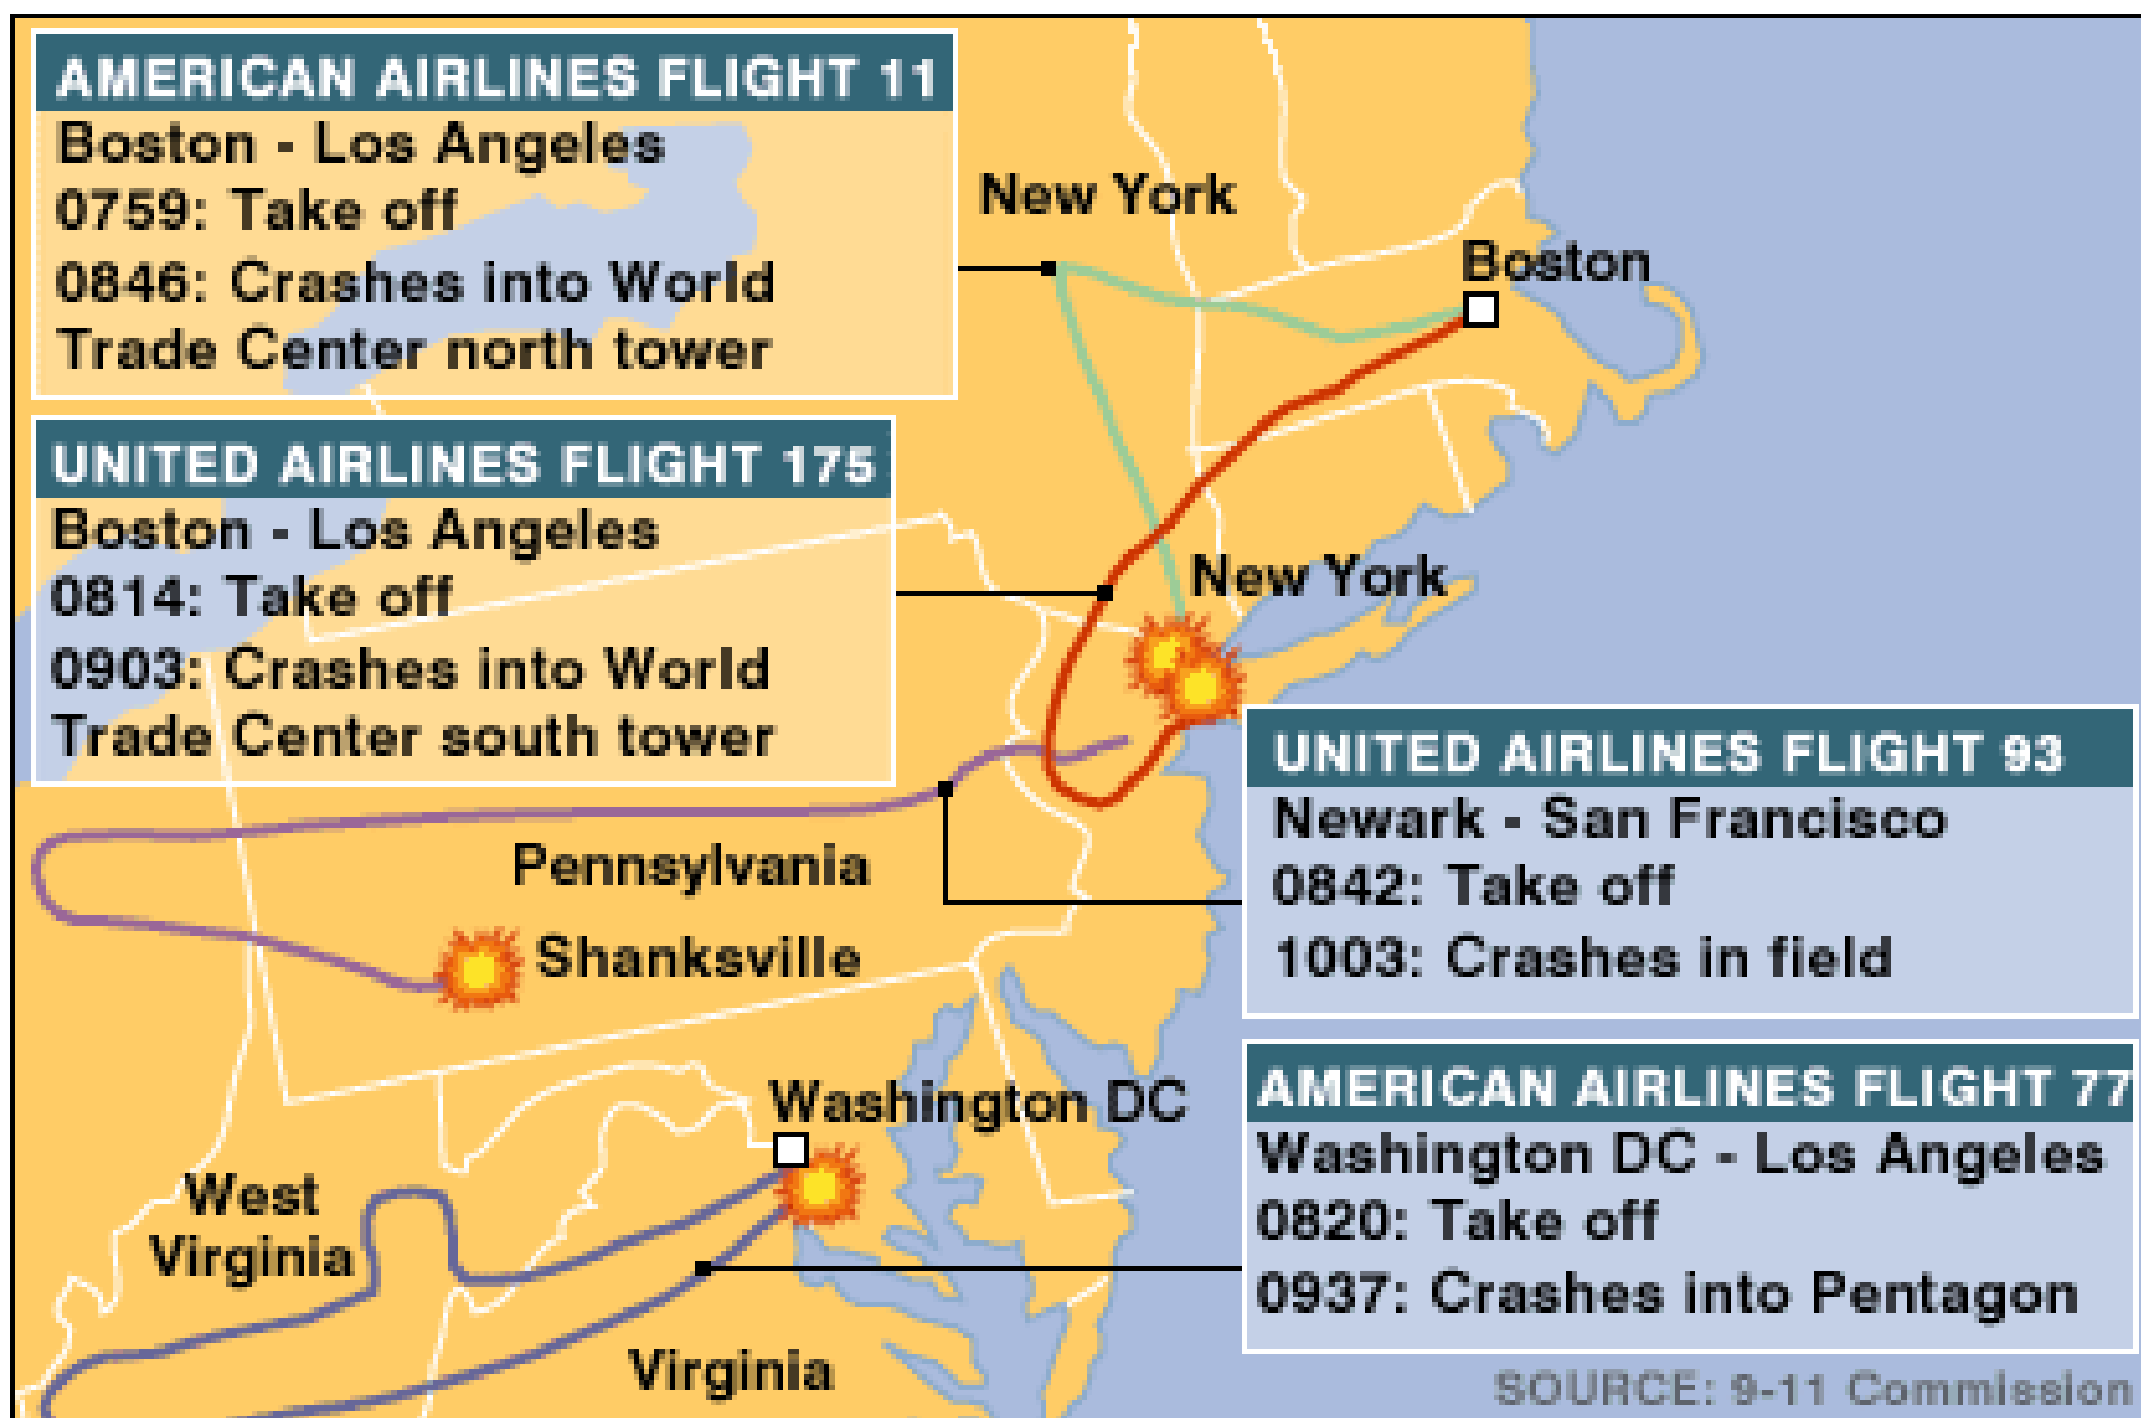 AMERICAN AIRLINES FLIGHT 11
Boston - Los Angeles
0759: Take off
0846: Crashes into World
Trade Center north tower
New York
Boston
UNITED AIRLINES FLIGHT 175
Boston - Los Angeles
0814: Take off
0903: Crashes into World
Trade Center south tower
New York
UNITED AIRLINES FLIGHT 93
Newark - San Francisco
0842: Take off
1003: Crashes in field
Pennsylvania
Shanksville
Washington DC
AMERICAN AIRLINES FLIGHT 77
Washington DC - Los Angeles
0820: Take off
0937: Crashes into Pentagon
West
Virginia
Virginia
SOURCE: 9-11 Commission